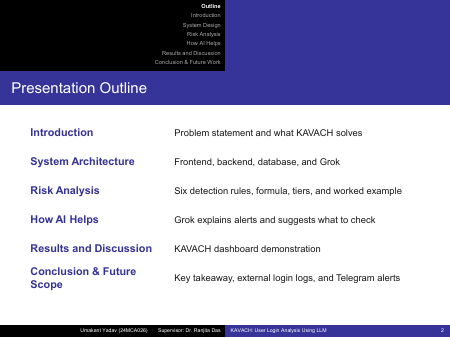 Outline
Introduction
System Design
Risk Analysis
How AI Helps
Results and Discussion
Conclusion & Future Work
Presentation Outline
Introduction Problem statement and what KAVACH solves
System Architecture Frontend, backend, database, and Grok
Risk Analysis Six detection rules, formula, tiers, and worked example
How AI Helps Grok explains alerts and suggests what to check
Results and Discussion KAVACH dashboard demonstration
Conclusion & Future
Scope Key takeaway, external login logs, and Telegram alerts
Umakant Yadav (24MCA026) · Supervisor: Dr. Ranjita Das KAVACH: User Login Analysis Using LLM 2